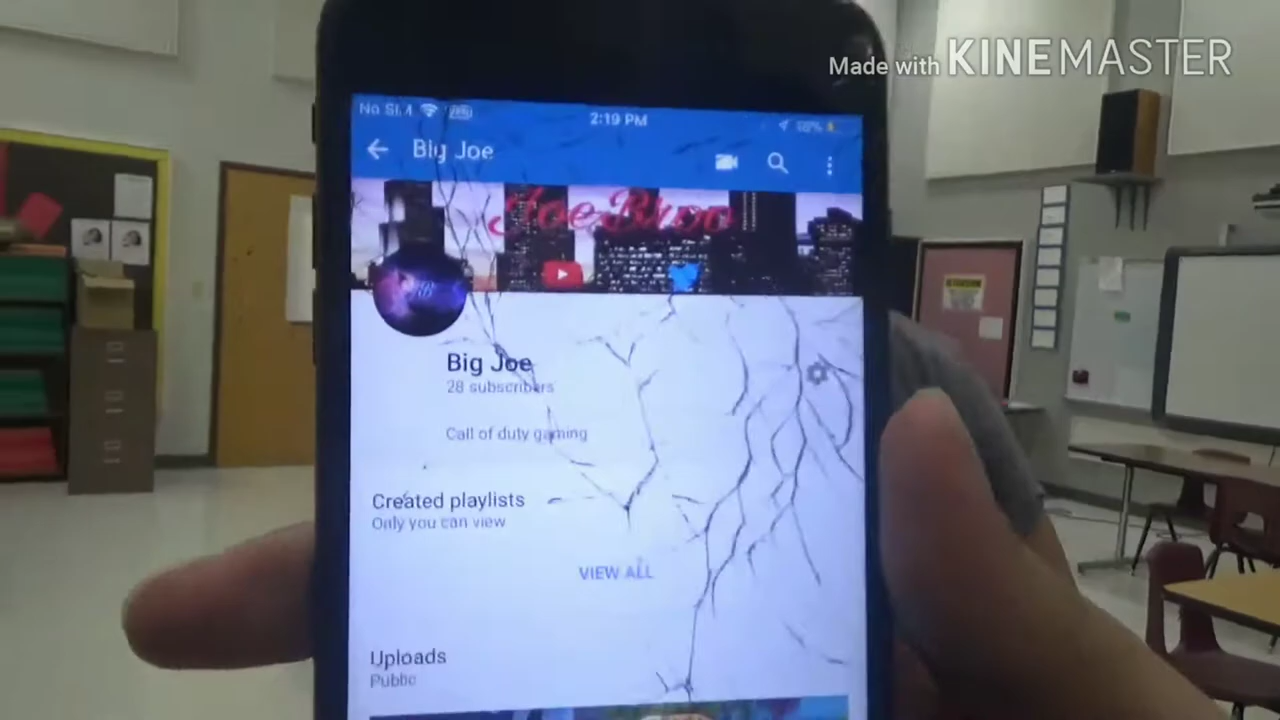 Made with KINEMASTER
2:19 PM
Big Joe
JoeBroo
Big Joe
28 subscribers
Call of duty gaming
Created playlists
Only you can view
VIEW ALL
Uploads
Public